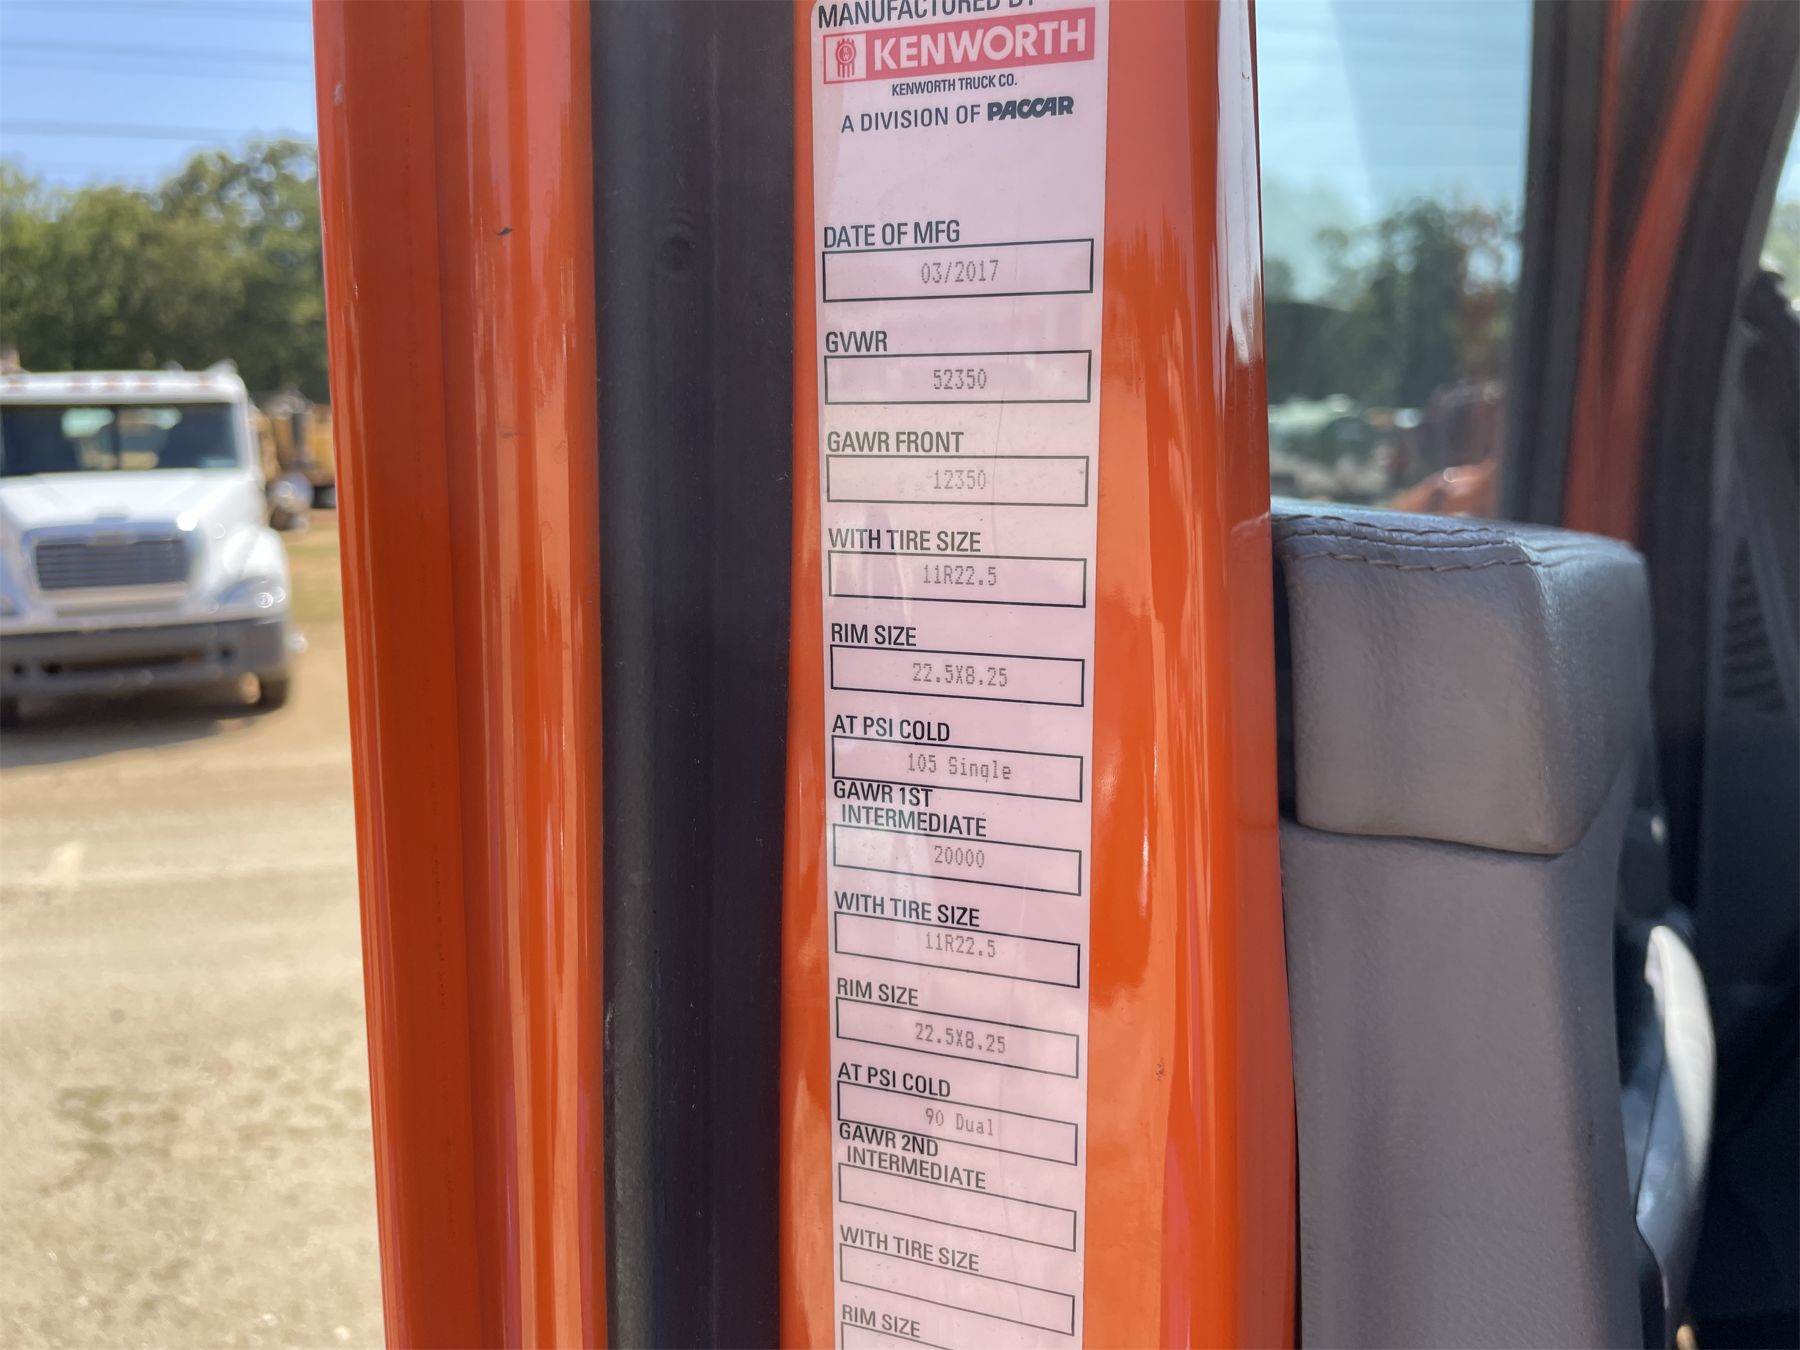 MANUFACTURED BY
KENWORTH
KENWORTH TRUCK CO.
A DIVISION OF PACCAR
DATE OF MFG
03/2017
GVWR
52350
GAWR FRONT
12350
WITH TIRE SIZE
11R22.5
RIM SIZE
22.5X8.25
AT PSI COLD
105 Single
GAWR 1ST
INTERMEDIATE
20000
WITH TIRE SIZE
11R22.5
RIM SIZE
22.5X8.25
AT PSI COLD
90 Dual
GAWR 2ND
INTERMEDIATE
WITH TIRE SIZE
RIM SIZE